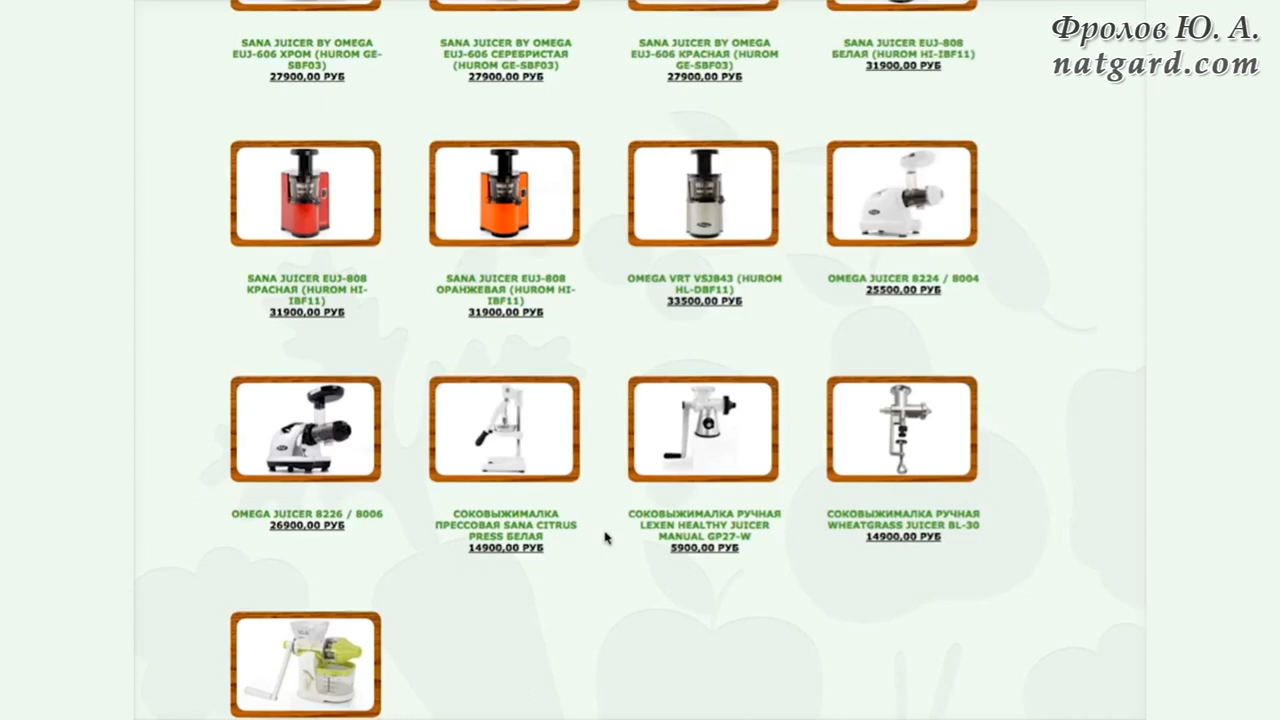 Фролов Ю. А.
natgard.com
SANA JUICER BY OMEGA
EUJ-606 ХРОМ (HUROM GE-
SBF03)
27900,00 РУБ
SANA JUICER BY OMEGA
EUJ-606 СЕРЕБРИСТАЯ
(HUROM GE-SBF03)
27900,00 РУБ
SANA JUICER BY OMEGA
EUJ-606 КРАСНАЯ (HUROM
GE-SBF03)
27900,00 РУБ
SANA JUICER EUJ-808
БЕЛАЯ (HUROM HI-IBF11)
31900,00 РУБ
SANA JUICER EUJ-808
КРАСНАЯ (HUROM HI-
IBF11)
31900,00 РУБ
SANA JUICER EUJ-808
ОРАНЖЕВАЯ (HUROM HI-
IBF11)
31900,00 РУБ
OMEGA VRT VSJ843 (HUROM
HL-DBF11)
33500,00 РУБ
OMEGA JUICER 8224 / 8004
25500,00 РУБ
OMEGA JUICER 8226 / 8006
26900,00 РУБ
СОКОВЫЖИМАЛКА
ПРЕССОВАЯ SANA CITRUS
PRESS БЕЛАЯ
14900,00 РУБ
СОКОВЫЖИМАЛКА РУЧНАЯ
LEXEN HEALTHY JUICER
MANUAL GP27-W
5900,00 РУБ
СОКОВЫЖИМАЛКА РУЧНАЯ
WHEATGRASS JUICER BL-30
14900,00 РУБ